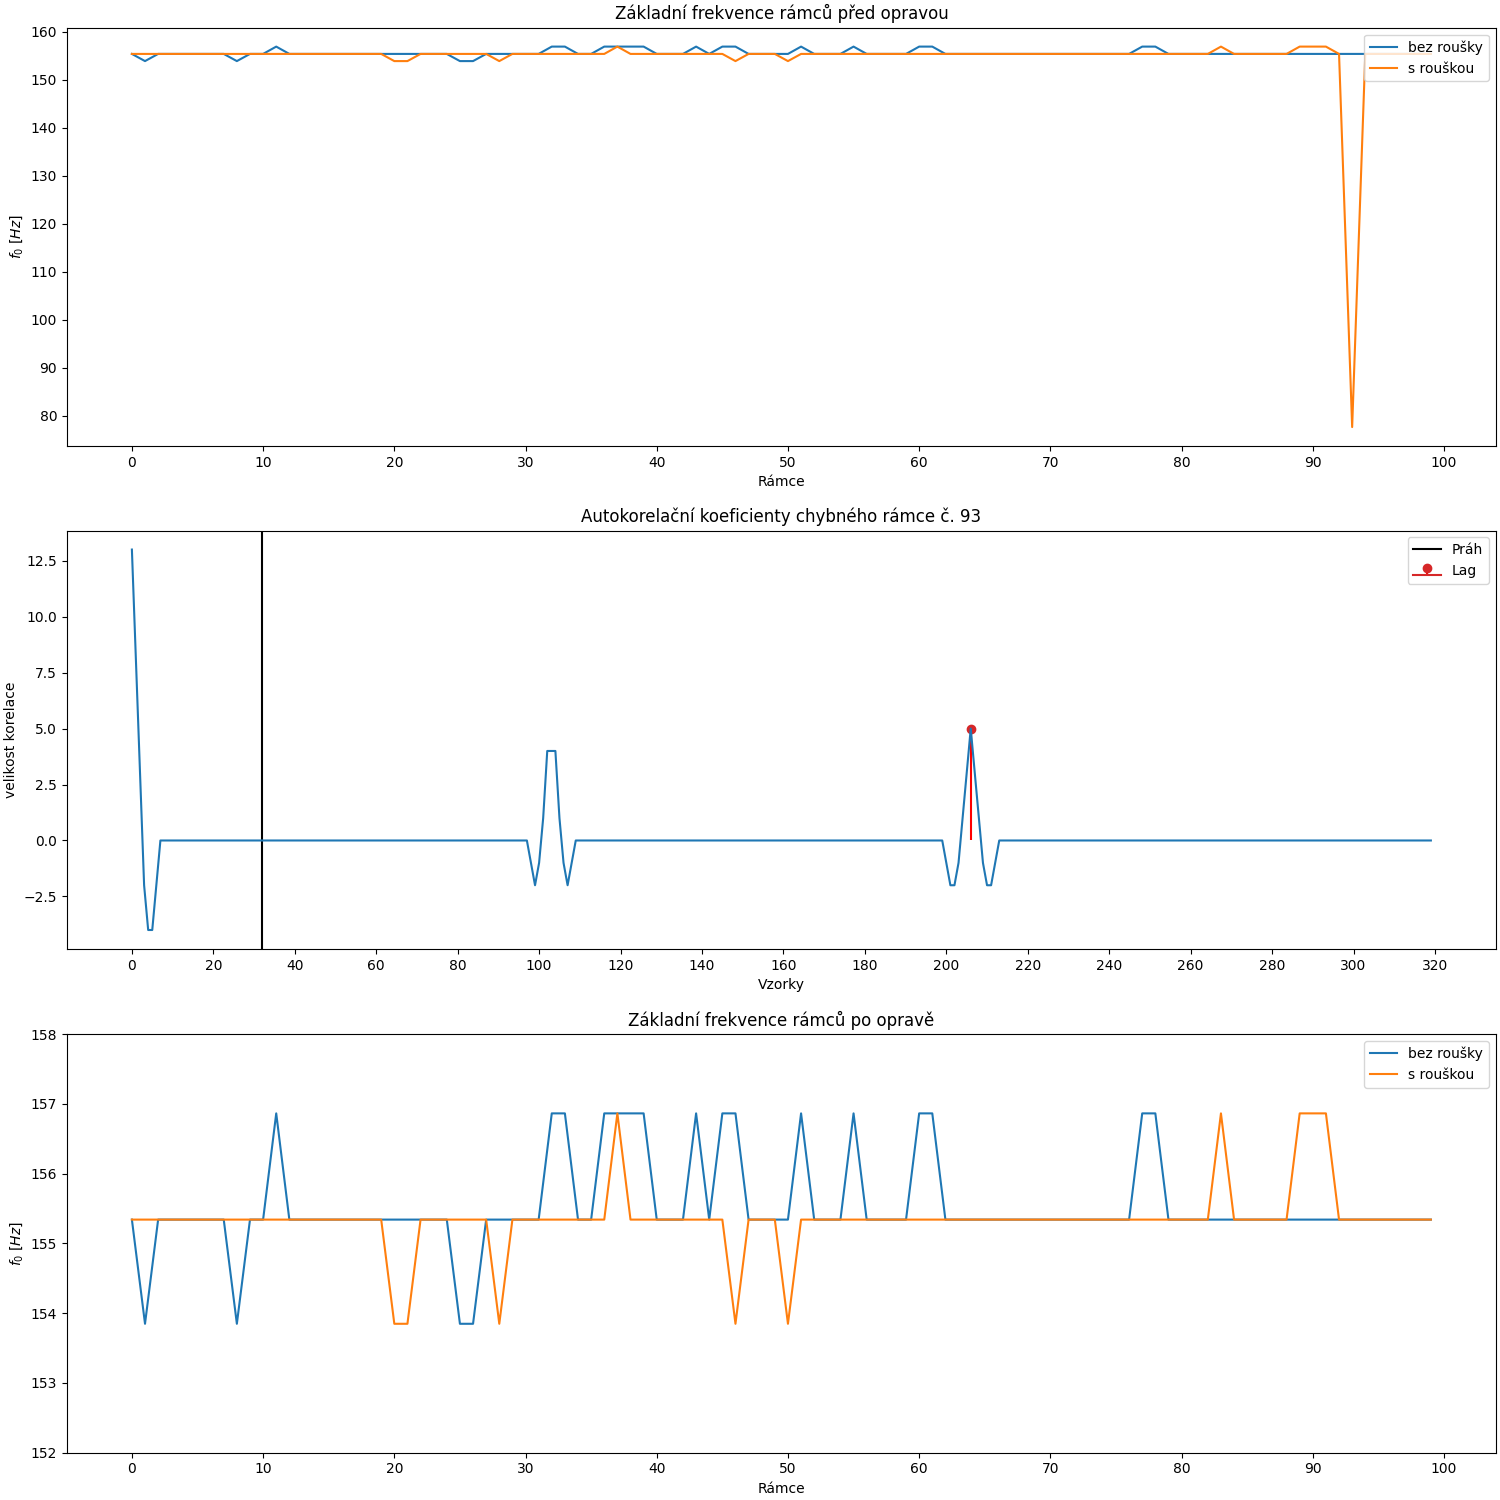 Základní frekvence rámců před opravou
160
150
140
130
120
110
100
90
80
f₀ [Hz]
bez roušky
s rouškou
0 10 20 30 40 50 60 70 80 90 100
Rámce
Autokorelační koeficienty chybného rámce č. 93
12.5
10.0
7.5
5.0
2.5
0.0
−2.5
velikost korelace
Práh
Lag
0 20 40 60 80 100 120 140 160 180 200 220 240 260 280 300 320
Vzorky
Základní frekvence rámců po opravě
158
157
156
155
154
153
152
f₀ [Hz]
bez roušky
s rouškou
0 10 20 30 40 50 60 70 80 90 100
Rámce